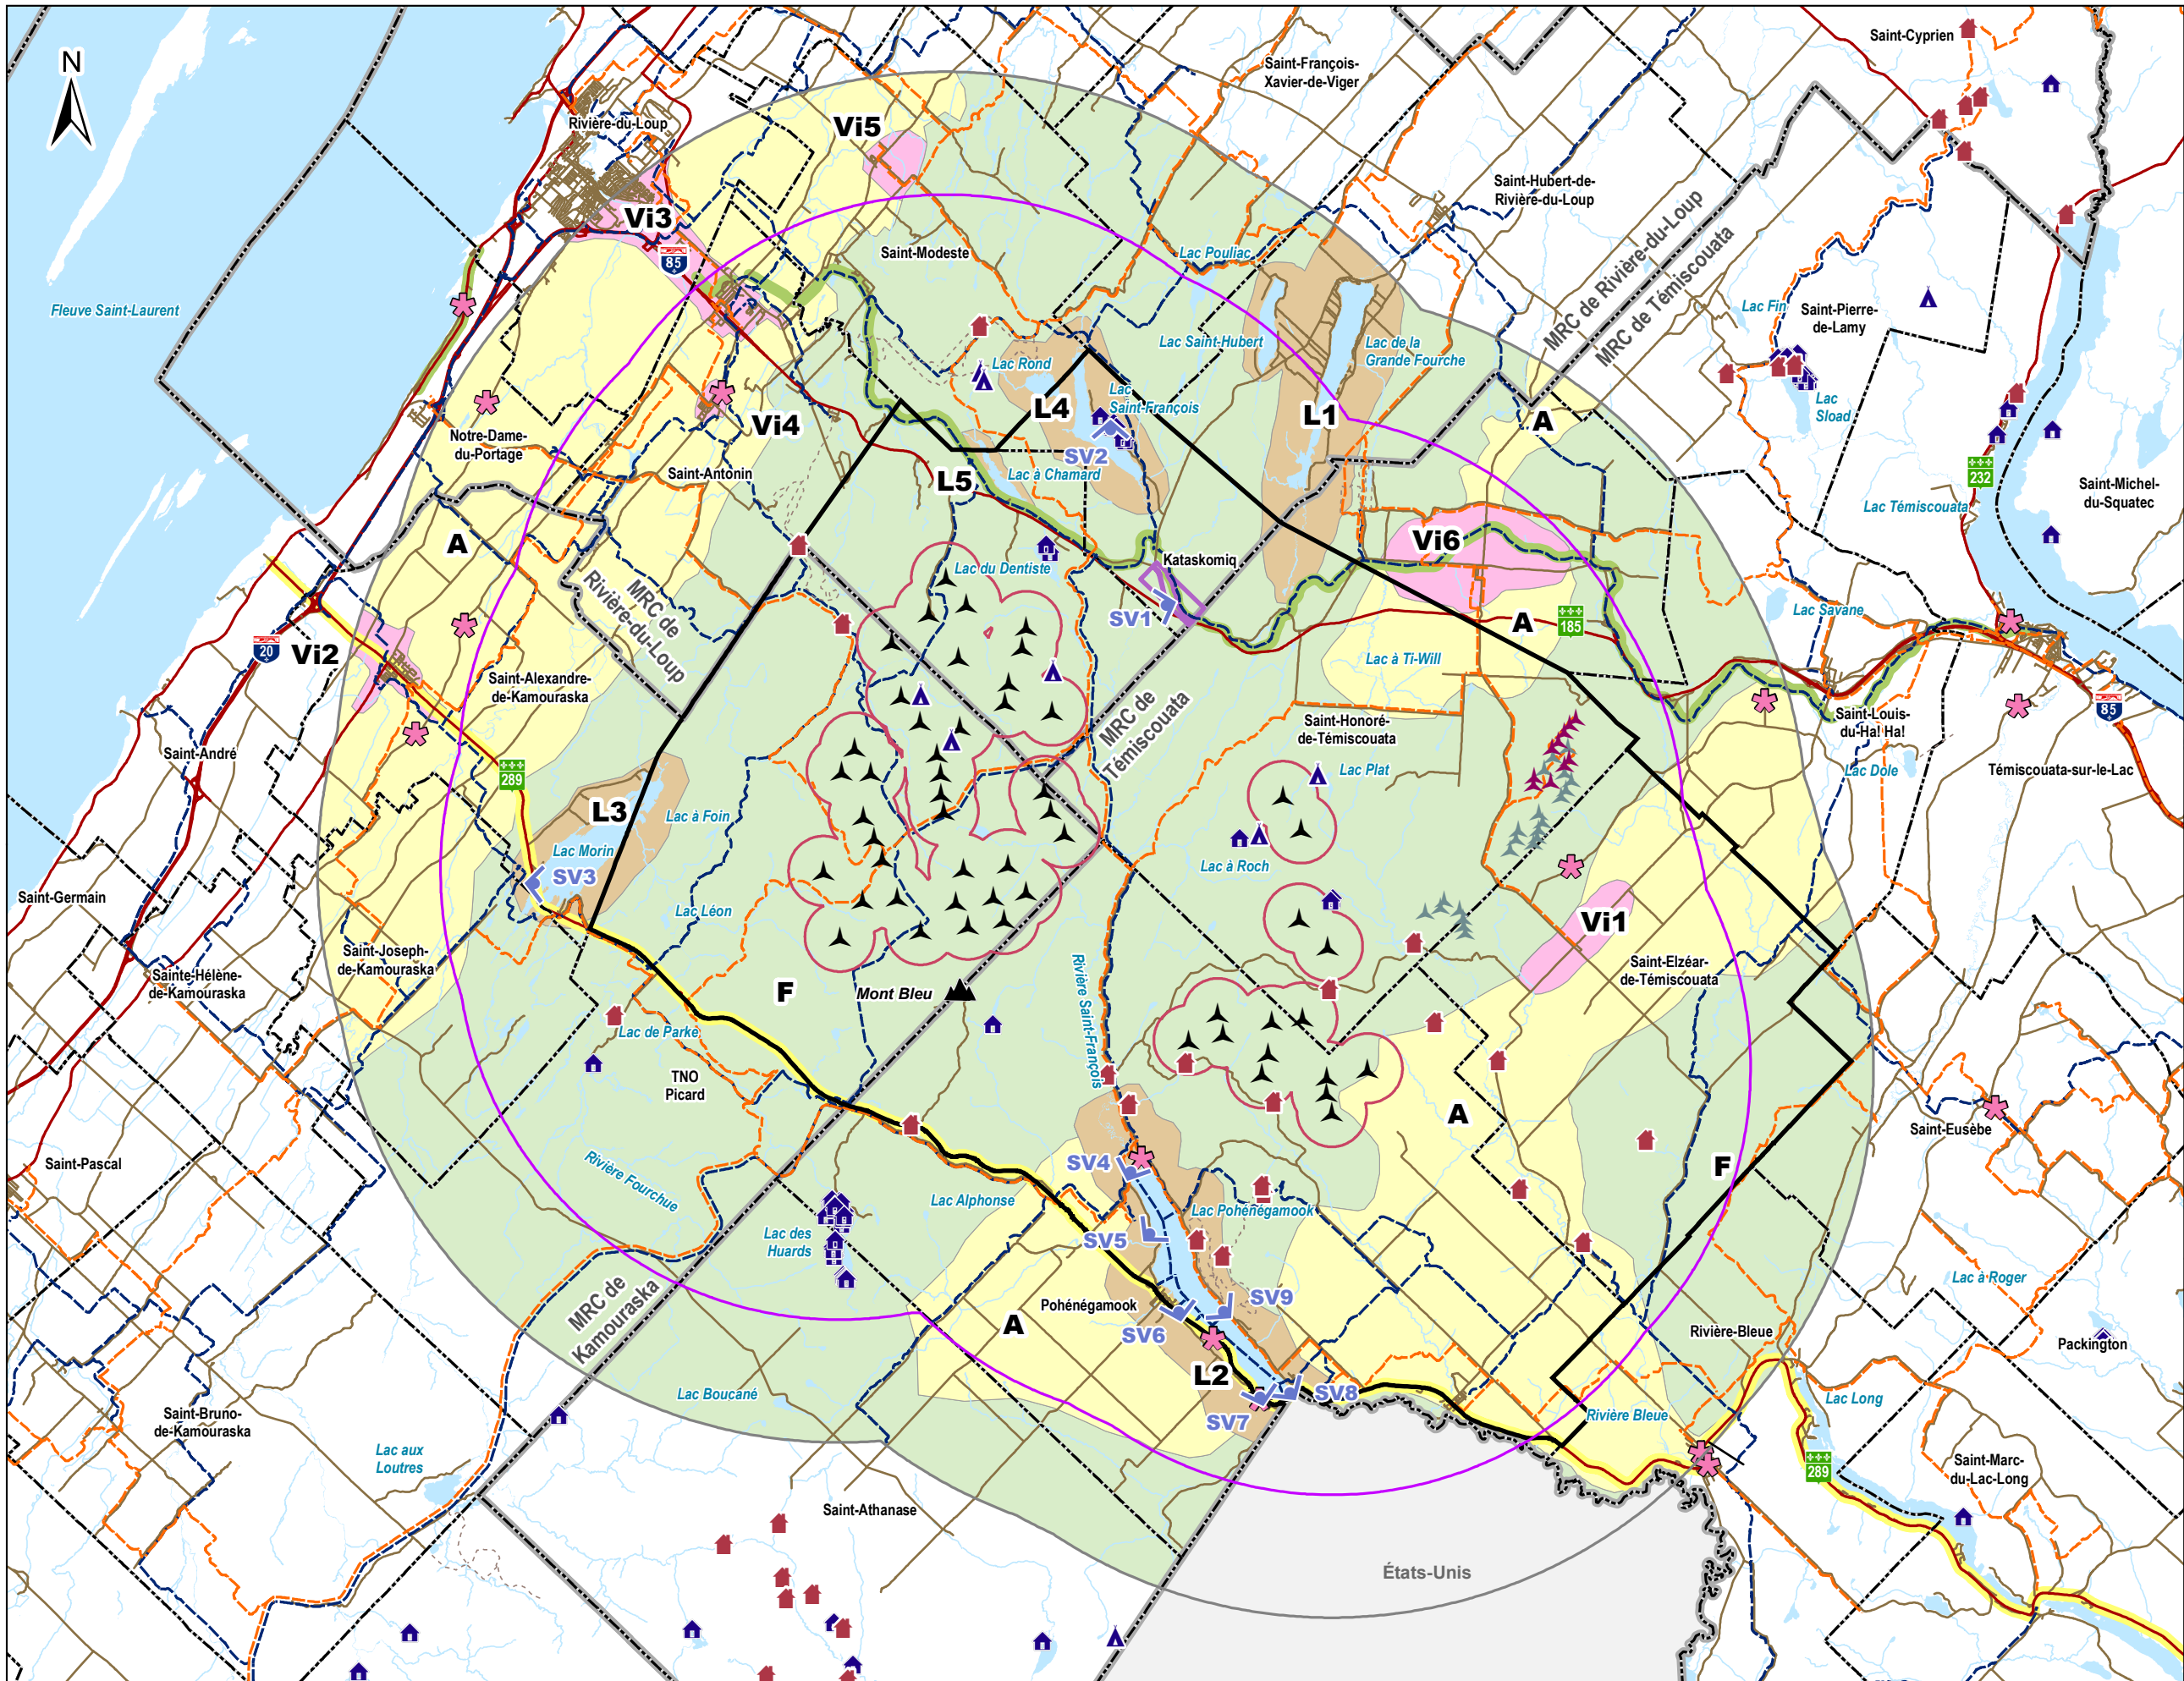 N
Saint-Cyprien
Saint-François-
Xavier-de-Viger
Rivière-du-Loup
Vi5
Saint-Hubert-de-
Rivière-du-Loup
Vi3
85
Saint-Modeste
Lac Pouliac
MRC de Rivière-du-Loup
MRC de Témiscouata
Fleuve Saint-Laurent
Lac Fin
Saint-Pierre-
de-Lamy
Lac Saint-Hubert
Lac de la
Grande Fourche
Lac Rond
Lac
Saint-François
L4
L1
A
Lac
Sload
Vi4
Notre-Dame-
du-Portage
SV2
Saint-Antonin
Lac à Chamard
L5
232
Saint-Michel-
du-Squatec
Lac Témiscouata
A
Vi6
Kataskomiq
Lac du Dentiste
MRC de
Rivière-du-Loup
SV1
A
185
Lac Savane
20
Vi2
Lac à Ti-Will
Saint-Alexandre-
de-Kamouraska
MRC de
Témiscouata
Saint-Honoré-
de-Témiscouata
Saint-Louis-
du-Ha! Ha!
85
Saint-André
289
Lac Plat
Lac Dole
Témiscouata-sur-le-Lac
L3
Lac à Foin
Lac Morin
SV3
Lac à Roch
Saint-Germain
Lac Léon
Vi1
Saint-Joseph-
de-Kamouraska
Sainte-Hélène-
de-Kamouraska
Saint-Elzéar-
de-Témiscouata
F
Mont Bleu
Rivière Saint-François
Lac de Parke
TNO
Picard
A
Saint-Eusèbe
Saint-Pascal
SV4
F
Rivière Fourchue
Lac Alphonse
Lac Pohénégamook
Lac des
Huards
SV5
Lac à Roger
MRC de
Kamouraska
Pohénégamook
SV9
A
SV6
Rivière-Bleue
Packington
L2
SV8
Lac Boucané
SV7
Lac Long
Rivière Bleue
Saint-Bruno-
de-Kamouraska
Lac aux
Loutres
289
Saint-Marc-
du-Lac-Long
Saint-Athanase
États-Unis